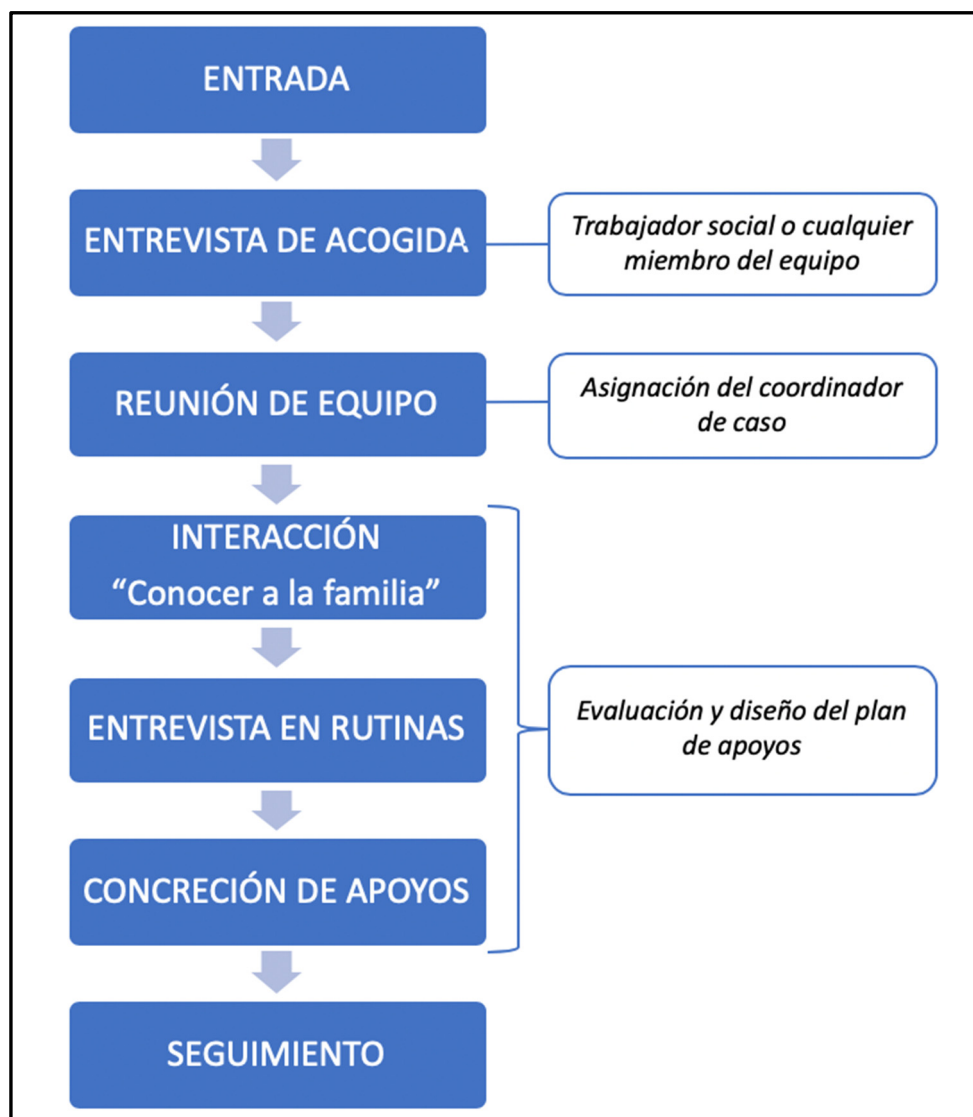 ENTRADA
ENTREVISTA DE ACOGIDA
Trabajador social o cualquier
miembro del equipo
REUNIÓN DE EQUIPO
Asignación del coordinador
de caso
INTERACCIÓN
“Conocer a la familia”
ENTREVISTA EN RUTINAS
Evaluación y diseño del plan
de apoyos
CONCRECIÓN DE APOYOS
SEGUIMIENTO